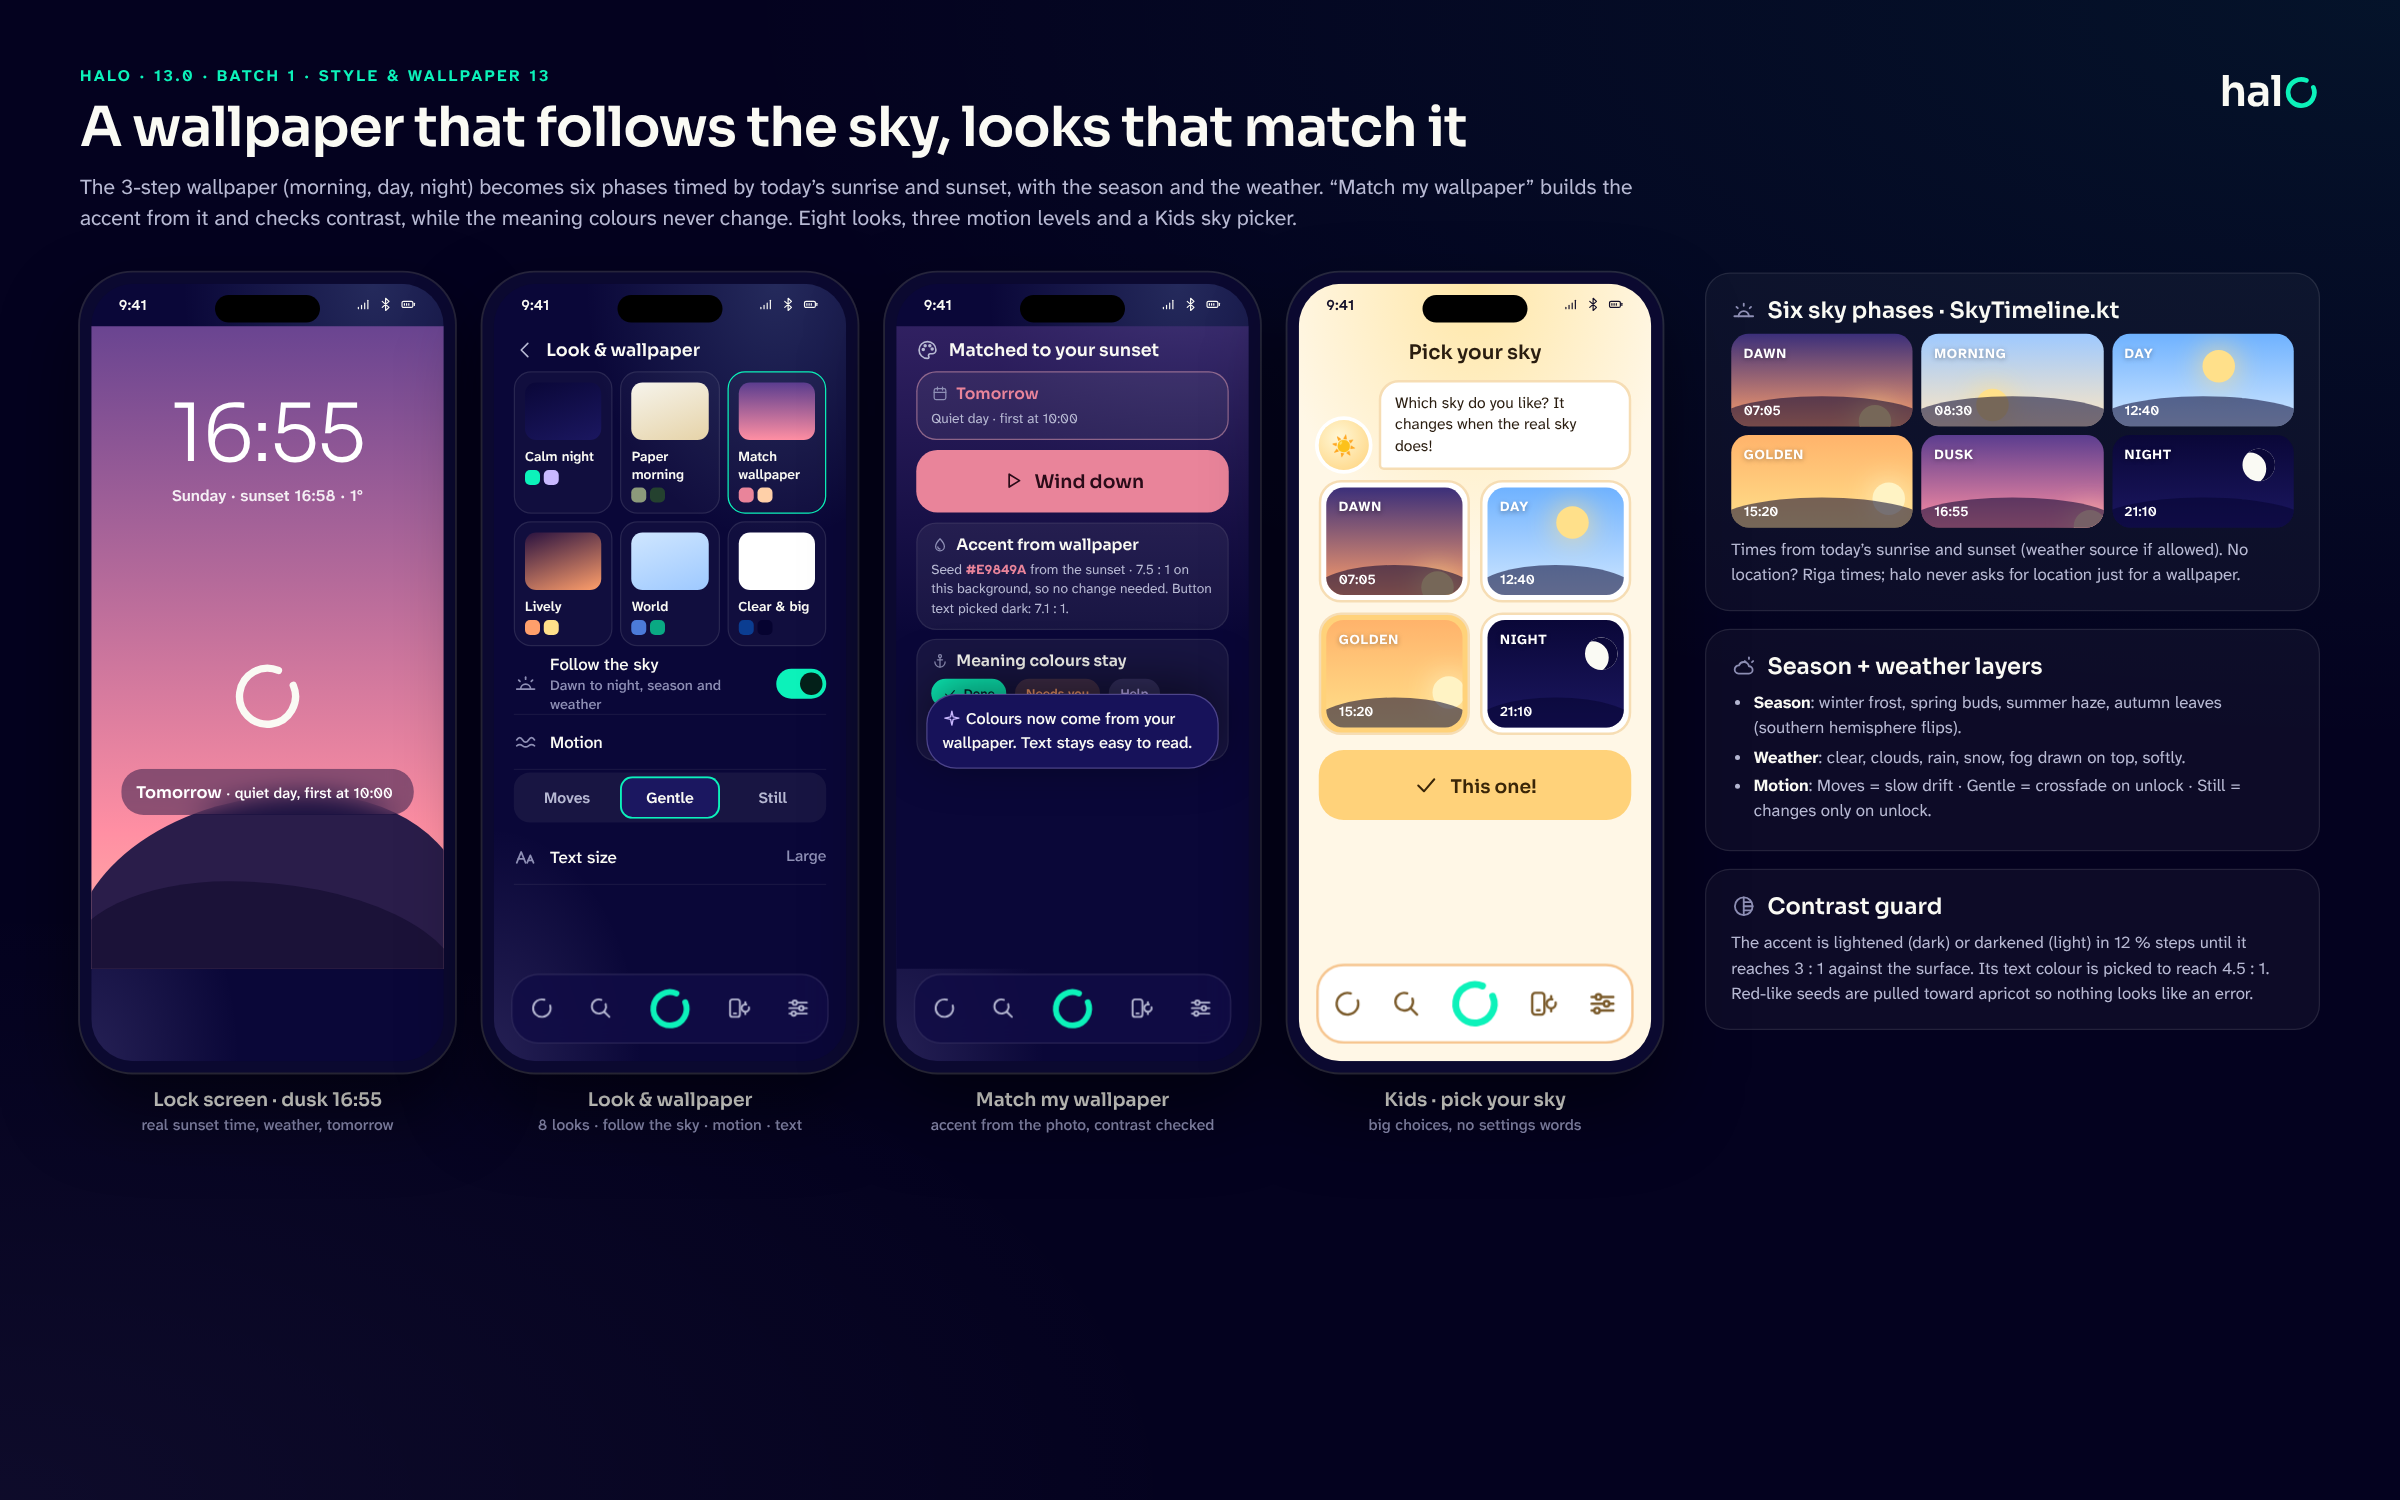 HALO · 13.0 · BATCH 1 · STYLE & WALLPAPER 13
halo
A wallpaper that follows the sky, looks that match it
The 3-step wallpaper (morning, day, night) becomes six phases timed by today’s sunrise and sunset, with the season and the weather. “Match my wallpaper” builds the
accent from it and checks contrast, while the meaning colours never change. Eight looks, three motion levels and a Kids sky picker.
9:41
16:55
Sunday · sunset 16:58 · 1°
Tomorrow · quiet day, first at 10:00
Lock screen · dusk 16:55
real sunset time, weather, tomorrow
9:41
Look & wallpaper
Calm night
Paper
morning
Match
wallpaper
Lively
World
Clear & big
Follow the sky
Dawn to night, season and
weather
Motion
Moves
Gentle
Still
Text size
Large
Look & wallpaper
8 looks · follow the sky · motion · text
9:41
Matched to your sunset
Tomorrow
Quiet day · first at 10:00
Wind down
Accent from wallpaper
Seed #E9849A from the sunset · 7.5 : 1 on
this background, so no change needed. Button
text picked dark: 7.1 : 1.
Meaning colours stay
Done
Needs you
Help
Colours now come from your
wallpaper. Text stays easy to read.
Match my wallpaper
accent from the photo, contrast checked
9:41
Pick your sky
Which sky do you like? It
changes when the real sky
does!
DAWN
07:05
DAY
12:40
GOLDEN
15:20
NIGHT
21:10
This one!
Kids · pick your sky
big choices, no settings words
Six sky phases · SkyTimeline.kt
DAWN
07:05
MORNING
08:30
DAY
12:40
GOLDEN
15:20
DUSK
16:55
NIGHT
21:10
Times from today’s sunrise and sunset (weather source if allowed). No
location? Riga times; halo never asks for location just for a wallpaper.
Season + weather layers
• Season: winter frost, spring buds, summer haze, autumn leaves
(southern hemisphere flips).
• Weather: clear, clouds, rain, snow, fog drawn on top, softly.
• Motion: Moves = slow drift · Gentle = crossfade on unlock · Still =
changes only on unlock.
Contrast guard
The accent is lightened (dark) or darkened (light) in 12 % steps until it
reaches 3 : 1 against the surface. Its text colour is picked to reach 4.5 : 1.
Red-like seeds are pulled toward apricot so nothing looks like an error.